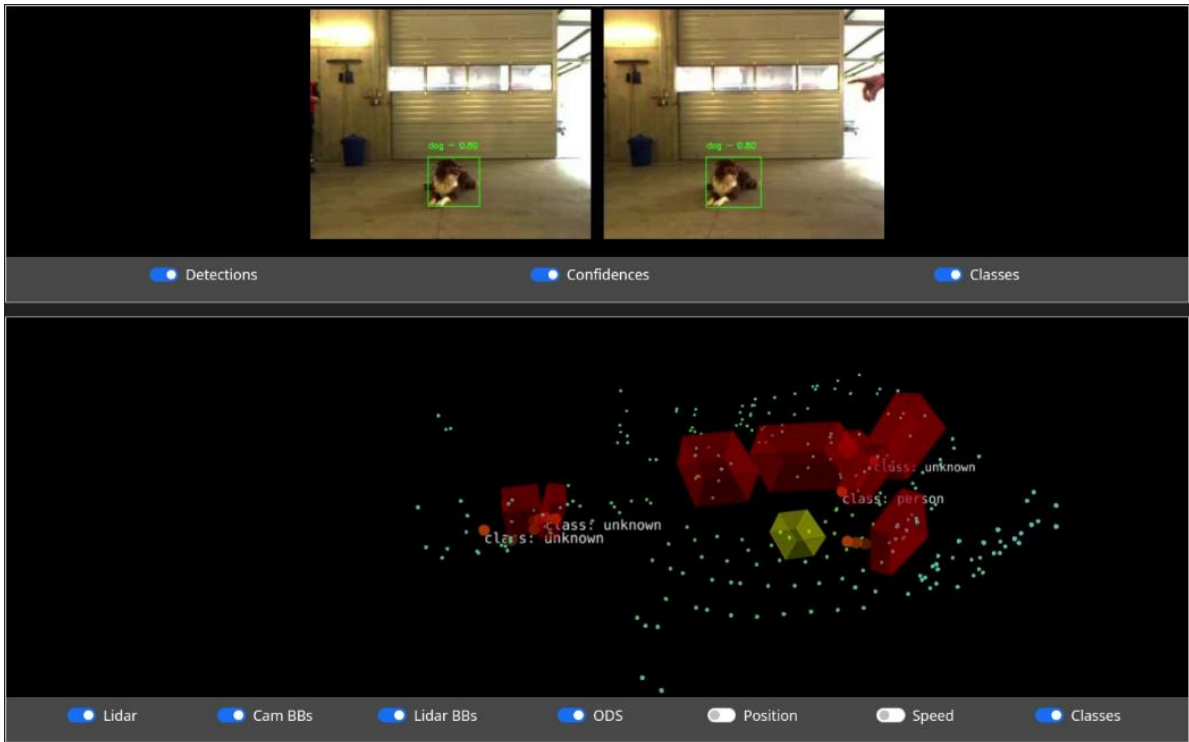 dog - 0.80
dog - 0.80
Detections
Confidences
Classes
class: unknown
class: person
class: unknown
class: unknown
Lidar
Cam BBs
Lidar BBs
ODS
Position
Speed
Classes